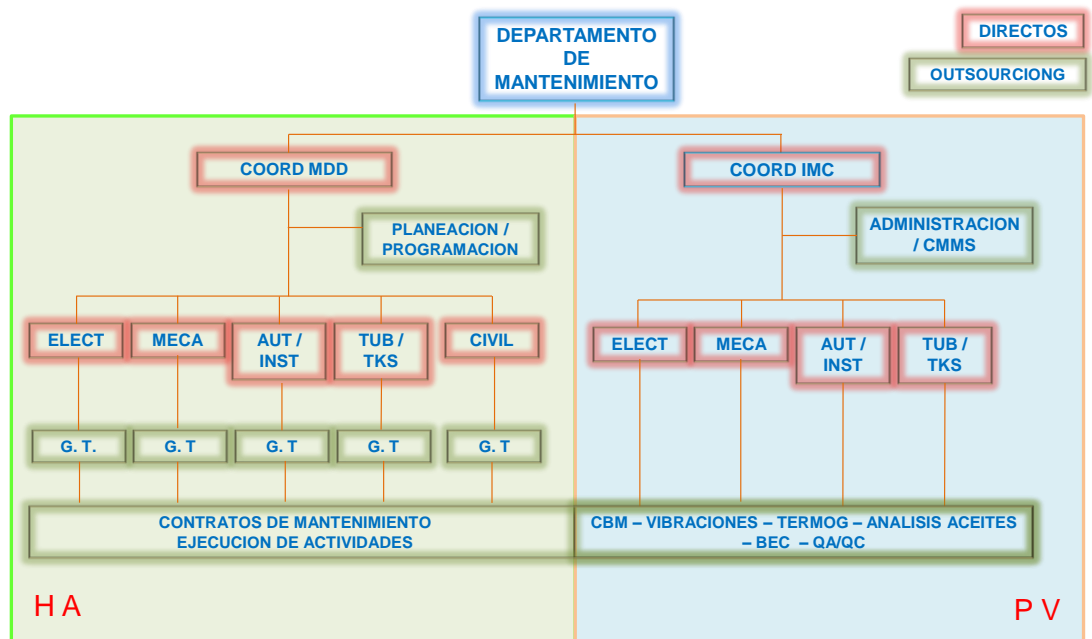 DEPARTAMENTO
DE
MANTENIMIENTO
DIRECTOS
OUTSOURCIONG
COORD MDD
COORD IMC
PLANEACION /
PROGRAMACION
ADMINISTRACION
/ CMMS
ELECT
MECA
AUT /
INST
TUB /
TKS
CIVIL
ELECT
MECA
AUT /
INST
TUB /
TKS
G. T.
G. T
G. T
G. T
G. T
CONTRATOS DE MANTENIMIENTO
EJECUCION DE ACTIVIDADES
CBM – VIBRACIONES – TERMOG – ANALISIS ACEITES
– BEC – QA/QC
H A
P V